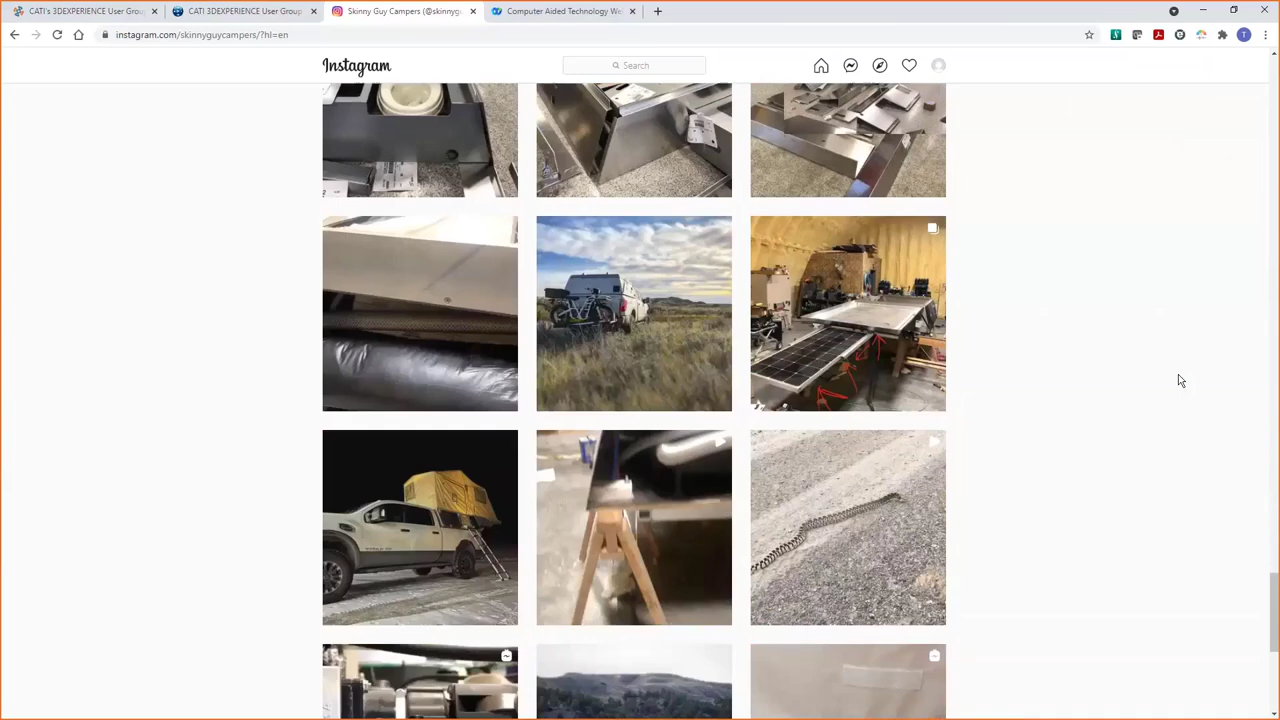 CATI's 3DEXPERIENCE User Grou
CATI 3DEXPERIENCE User Group
Skinny Guy Campers (@skinnyg
Computer Aided Technology We
instagram.com/skinnyguycampers/?hl=en
T
Instagram
Search